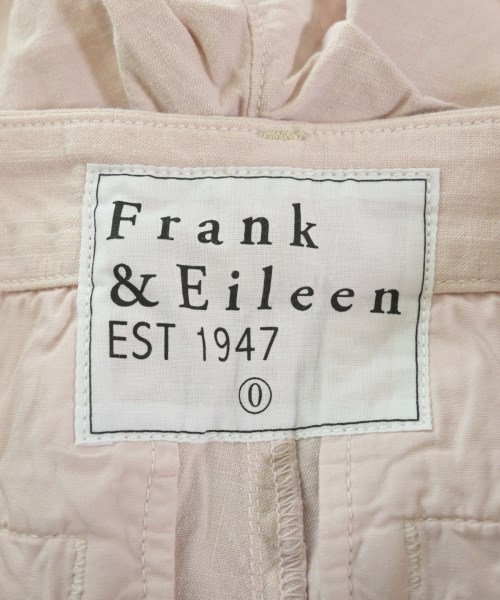 Frank
& Eileen
EST 1947
0